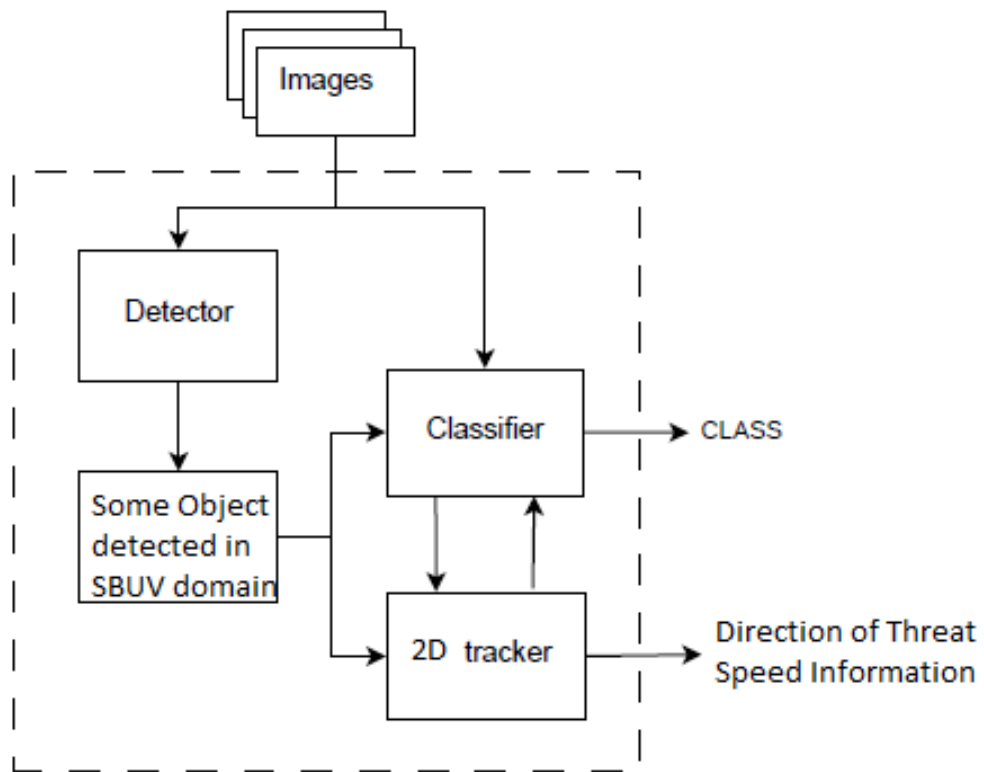 Images
Detector
Classifier
CLASS
Some Object
detected in
SBUV domain
2D tracker
Direction of Threat
Speed Information